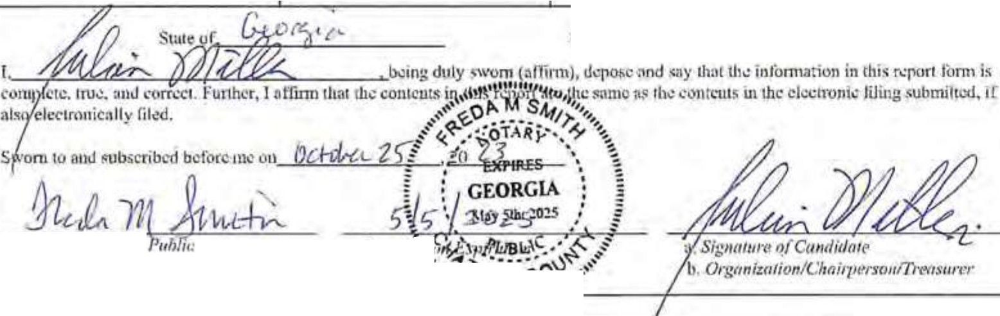 State of Georgia
I, Julian Miller, being duly sworn (affirm), depose and say that the information in this report form is
complete, true, and correct. Further, I affirm that the contents in this report are the same as the contents in the electronic filing submitted, if
also electronically filed.
Sworn to and subscribed before me on October 25, 20 23
Freda M Smith 5/5/2025
Public
FREDA M SMITH
NOTARY
EXPIRES
GEORGIA
May 5th 2025
PUBLIC
COUNTY
Julian Miller
a. Signature of Candidate
b. Organization/Chairperson/Treasurer